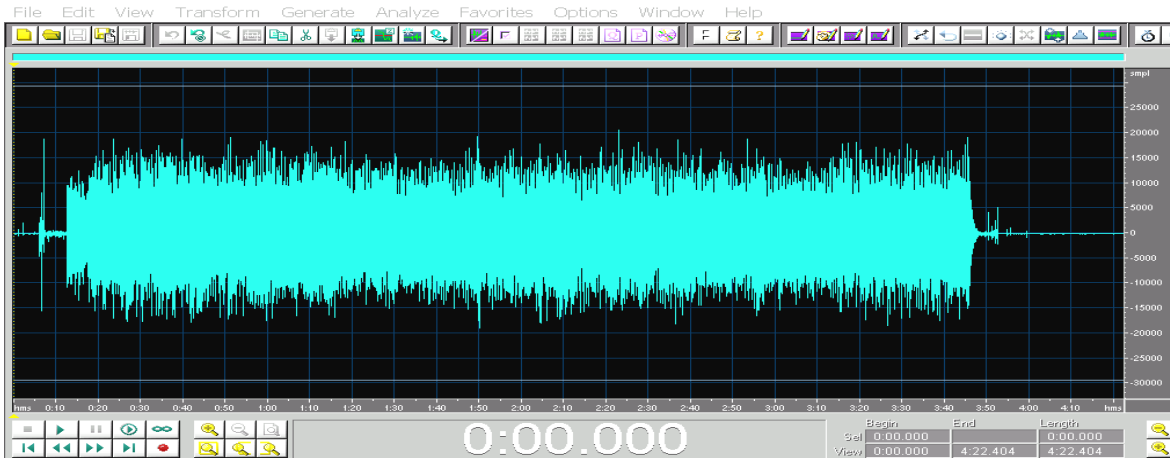 File Edit View Transform Generate Analyze Favorites Options Window Help
F ?
smpl
25000
20000
15000
10000
5000
0
-5000
-10000
-15000
-20000
-25000
-30000
hms 0:10 0:20 0:30 0:40 0:50 1:00 1:10 1:20 1:30 1:40 1:50 2:00 2:10 2:20 2:30 2:40 2:50 3:00 3:10 3:20 3:30 3:40 3:50 4:00 4:10 hms
0:00.000
Begin End Length
Sel 0:00.000 0:00.000
View 0:00.000 4:22.404 4:22.404